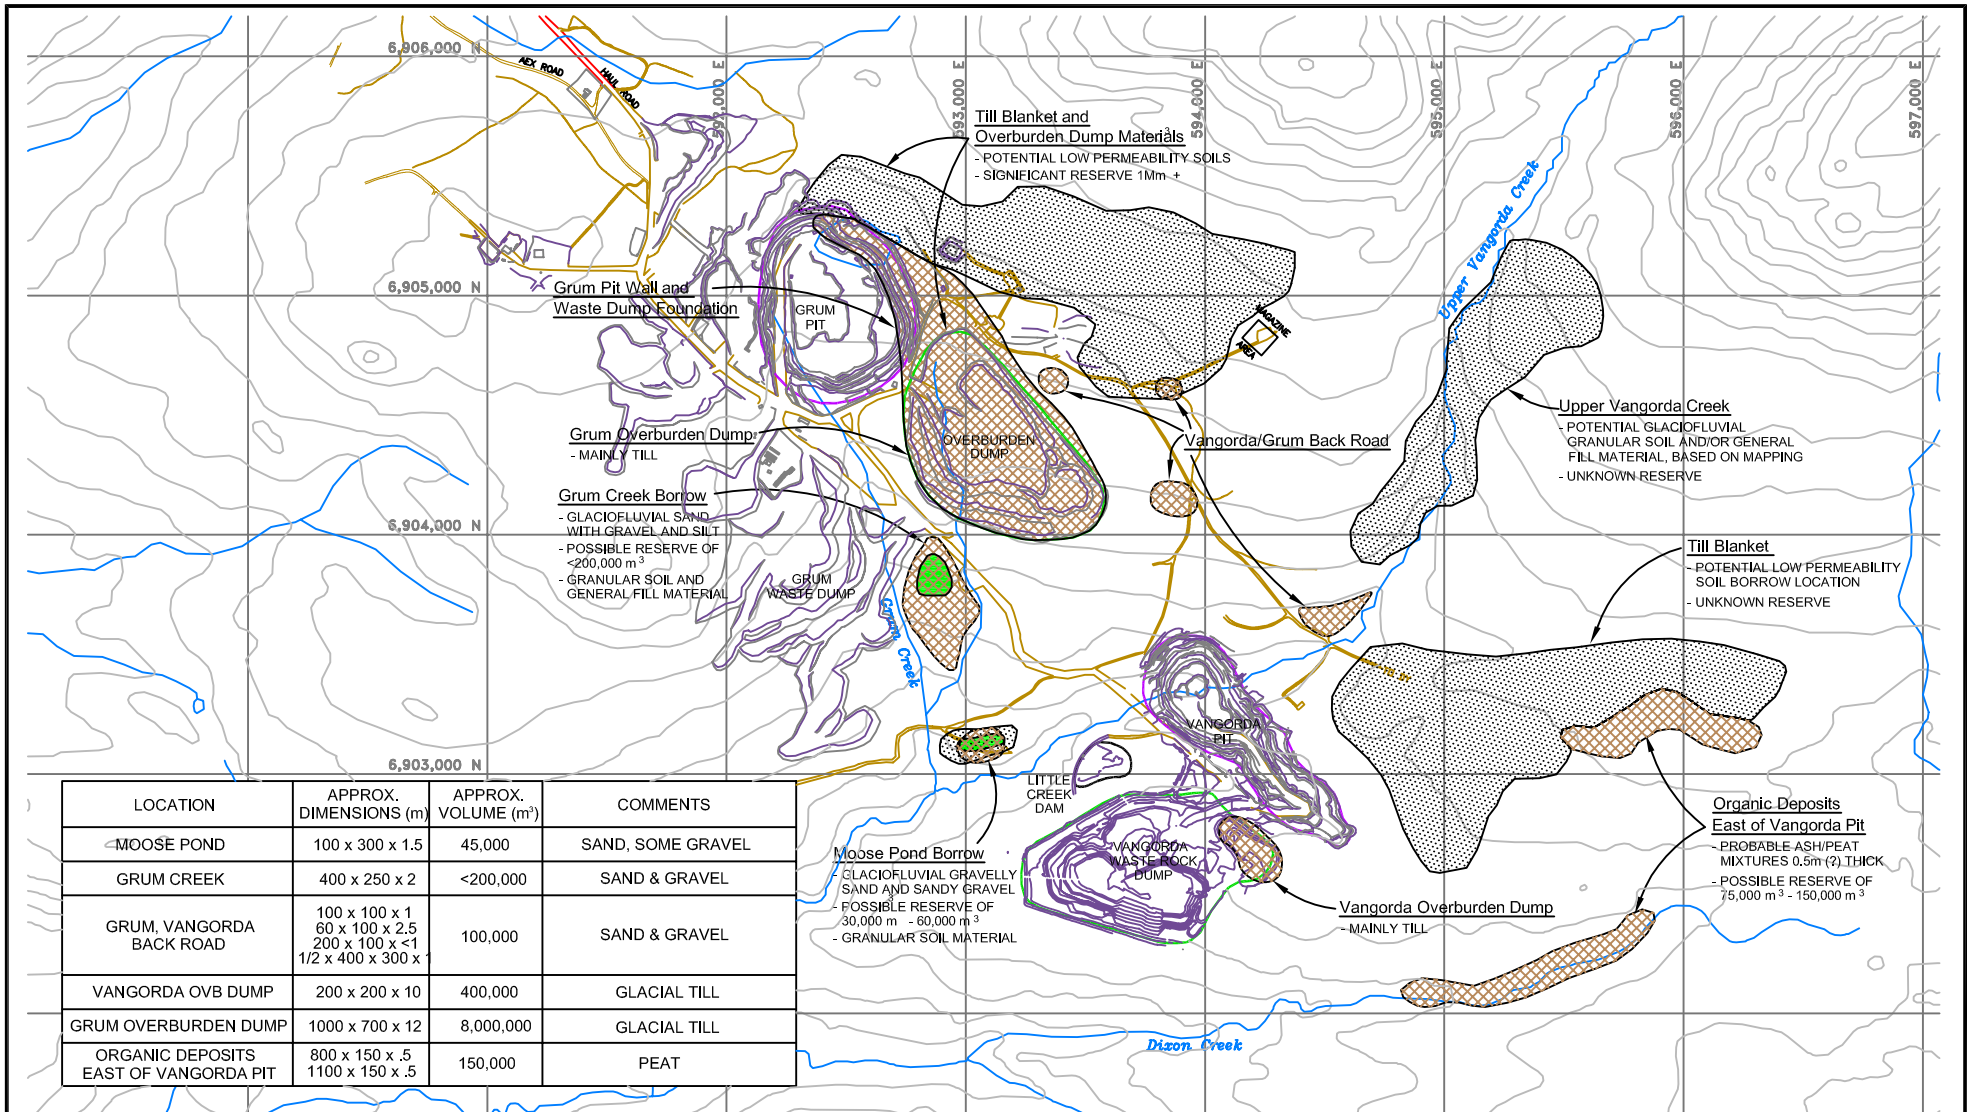 6,906,000 N
AEX ROAD
HAUL ROAD
593,000 E
594,000 E
595,000 E
596,000 E
597,000 E
Till Blanket and
Overburden Dump Materials
- POTENTIAL LOW PERMEABILITY SOILS
- SIGNIFICANT RESERVE 1Mm3 +
Upper Vangorda Creek
6,905,000 N
Grum Pit Wall and
Waste Dump Foundation
GRUM
PIT
MAGAZINE
AREA
Grum Overburden Dump
- MAINLY TILL
OVERBURDEN
DUMP
Vangorda/Grum Back Road
Upper Vangorda Creek
- POTENTIAL GLACIOFLUVIAL
GRANULAR SOIL AND/OR GENERAL
FILL MATERIAL, BASED ON MAPPING
- UNKNOWN RESERVE
Grum Creek Borrow
- GLACIOFLUVIAL SAND
WITH GRAVEL AND SILT
- POSSIBLE RESERVE OF
<200,000 m3
- GRANULAR SOIL AND
GENERAL FILL MATERIAL
6,904,000 N
GRUM
WASTE DUMP
Grum Creek
Till Blanket
- POTENTIAL LOW PERMEABILITY
SOIL BORROW LOCATION
- UNKNOWN RESERVE
VANGORDA
PIT
6,903,000 N
LITTLE
CREEK
DAM
Moose Pond Borrow
- GLACIOFLUVIAL GRAVELLY
SAND AND SANDY GRAVEL
- POSSIBLE RESERVE OF
30,000 m3 - 60,000 m3
- GRANULAR SOIL MATERIAL
VANGORDA
WASTE ROCK
DUMP
Vangorda Overburden Dump
- MAINLY TILL
Organic Deposits
East of Vangorda Pit
- PROBABLE ASH/PEAT
MIXTURES 0.5m (?) THICK
- POSSIBLE RESERVE OF
75,000 m3 - 150,000 m3
Dixon Creek
LOCATION APPROX. DIMENSIONS (m) APPROX. VOLUME (m3) COMMENTS
MOOSE POND 100 x 300 x 1.5 45,000 SAND, SOME GRAVEL
GRUM CREEK 400 x 250 x 2 <200,000 SAND & GRAVEL
GRUM, VANGORDA BACK ROAD 100 x 100 x 1 60 x 100 x 2.5 200 x 100 x <1 1/2 x 400 x 300 x 1 100,000 SAND & GRAVEL
VANGORDA OVB DUMP 200 x 200 x 10 400,000 GLACIAL TILL
GRUM OVERBURDEN DUMP 1000 x 700 x 12 8,000,000 GLACIAL TILL
ORGANIC DEPOSITS EAST OF VANGORDA PIT 800 x 150 x .5 1100 x 150 x .5 150,000 PEAT